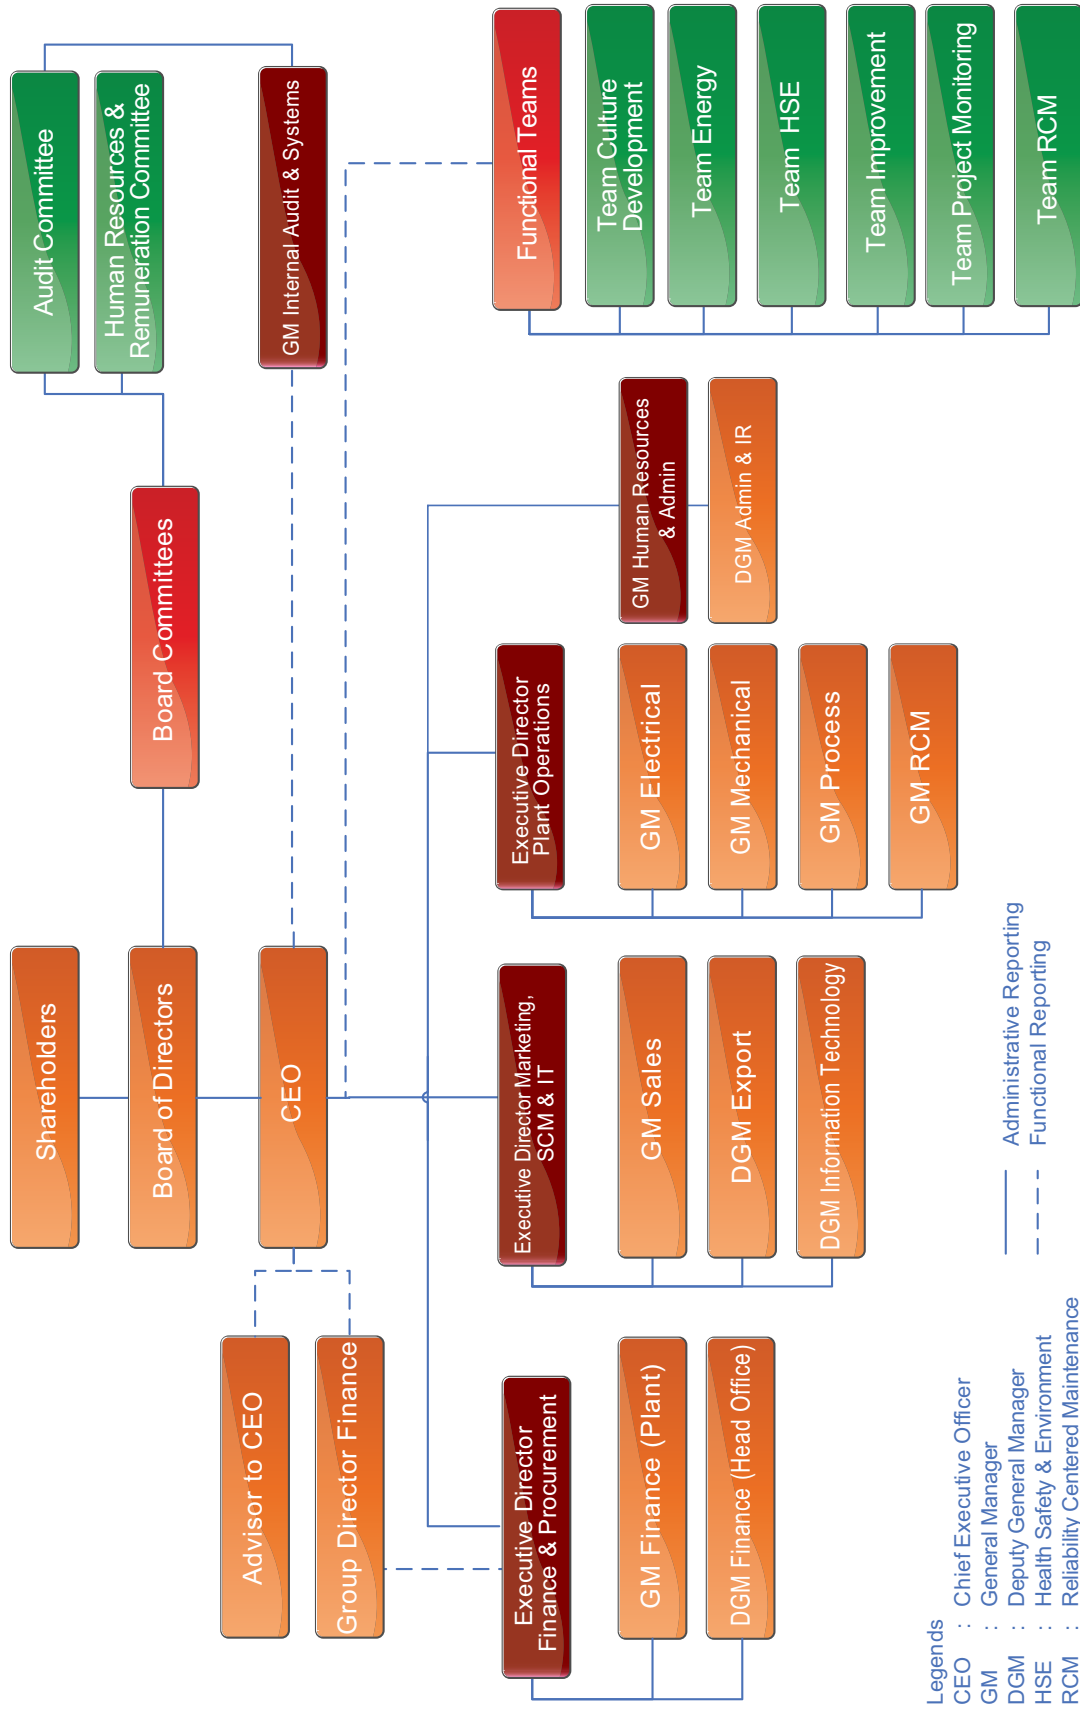 Shareholders
Board of Directors
CEO
Board Committees
Audit Committee
Human Resources &
Remuneration Committee
GM Internal Audit & Systems
Advisor to CEO
Group Director Finance
Executive Director
Finance & Procurement
GM Finance (Plant)
DGM Finance (Head Office)
Executive Director Marketing,
SCM & IT
GM Sales
DGM Export
DGM Information Technology
Executive Director
Plant Operations
GM Electrical
GM Mechanical
GM Process
GM RCM
GM Human Resources
& Admin
DGM Admin & IR
Functional Teams
Team Culture
Development
Team Energy
Team HSE
Team Improvement
Team Project Monitoring
Team RCM
Legends
CEO : Chief Executive Officer
GM : General Manager
DGM : Deputy General Manager
HSE : Health Safety & Environment
RCM : Reliability Centered Maintenance
Administrative Reporting
Functional Reporting